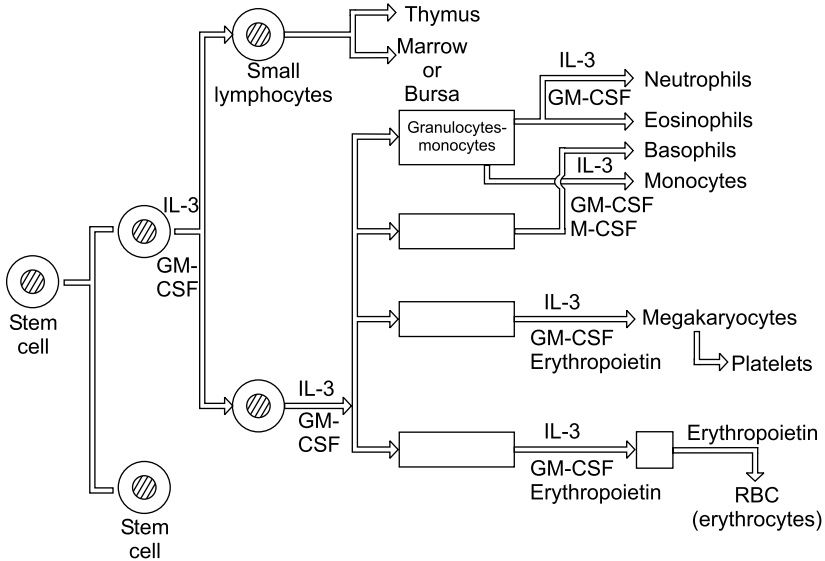 Thymus
Marrow
or
Bursa
Small
lymphocytes
IL-3
GM-CSF
Neutrophils
Eosinophils
Granulocytes-
monocytes
Basophils
IL-3
Monocytes
GM-CSF
M-CSF
IL-3
GM-
CSF
Stem
cell
IL-3
GM-CSF
Erythropoietin
Megakaryocytes
Platelets
IL-3
GM-
CSF
IL-3
GM-CSF
Erythropoietin
Erythropoietin
RBC
(erythrocytes)
Stem
cell